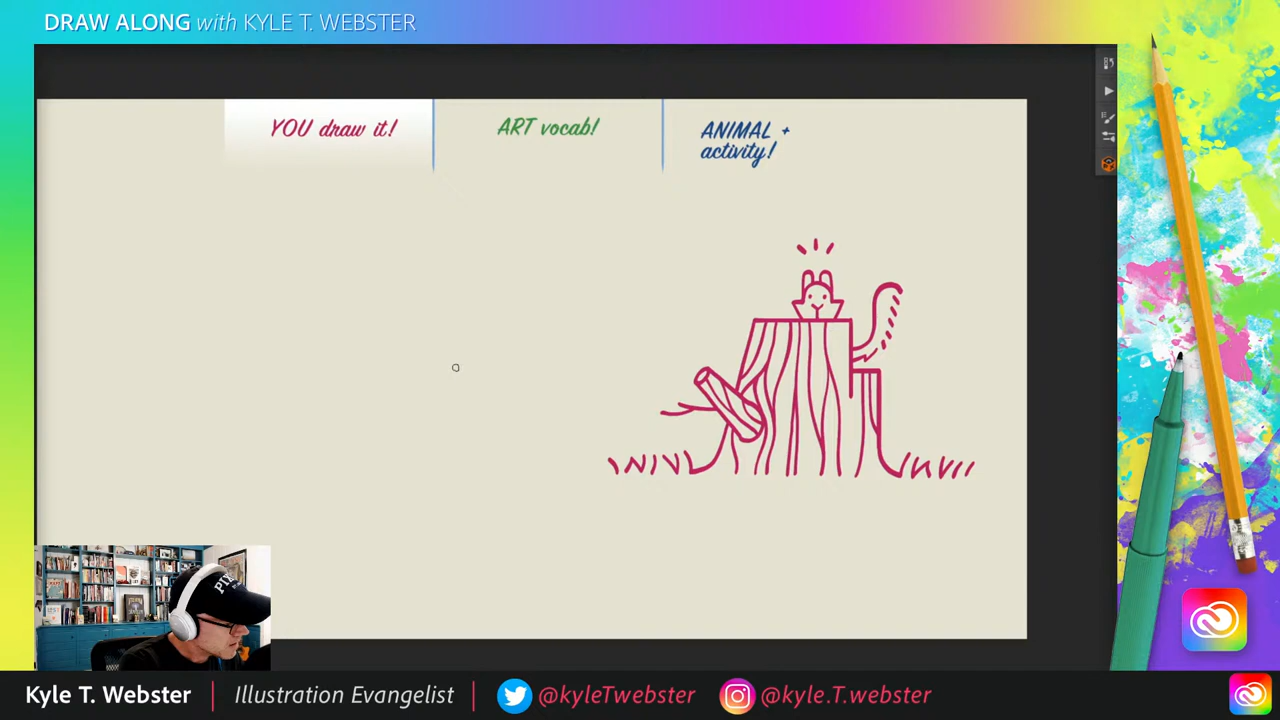 DRAW ALONG with KYLE T. WEBSTER
YOU draw it!
ART vocab!
ANIMAL +
activity!
Kyle T. Webster
Illustration Evangelist
@kyleTwebster
@kyle.T.webster